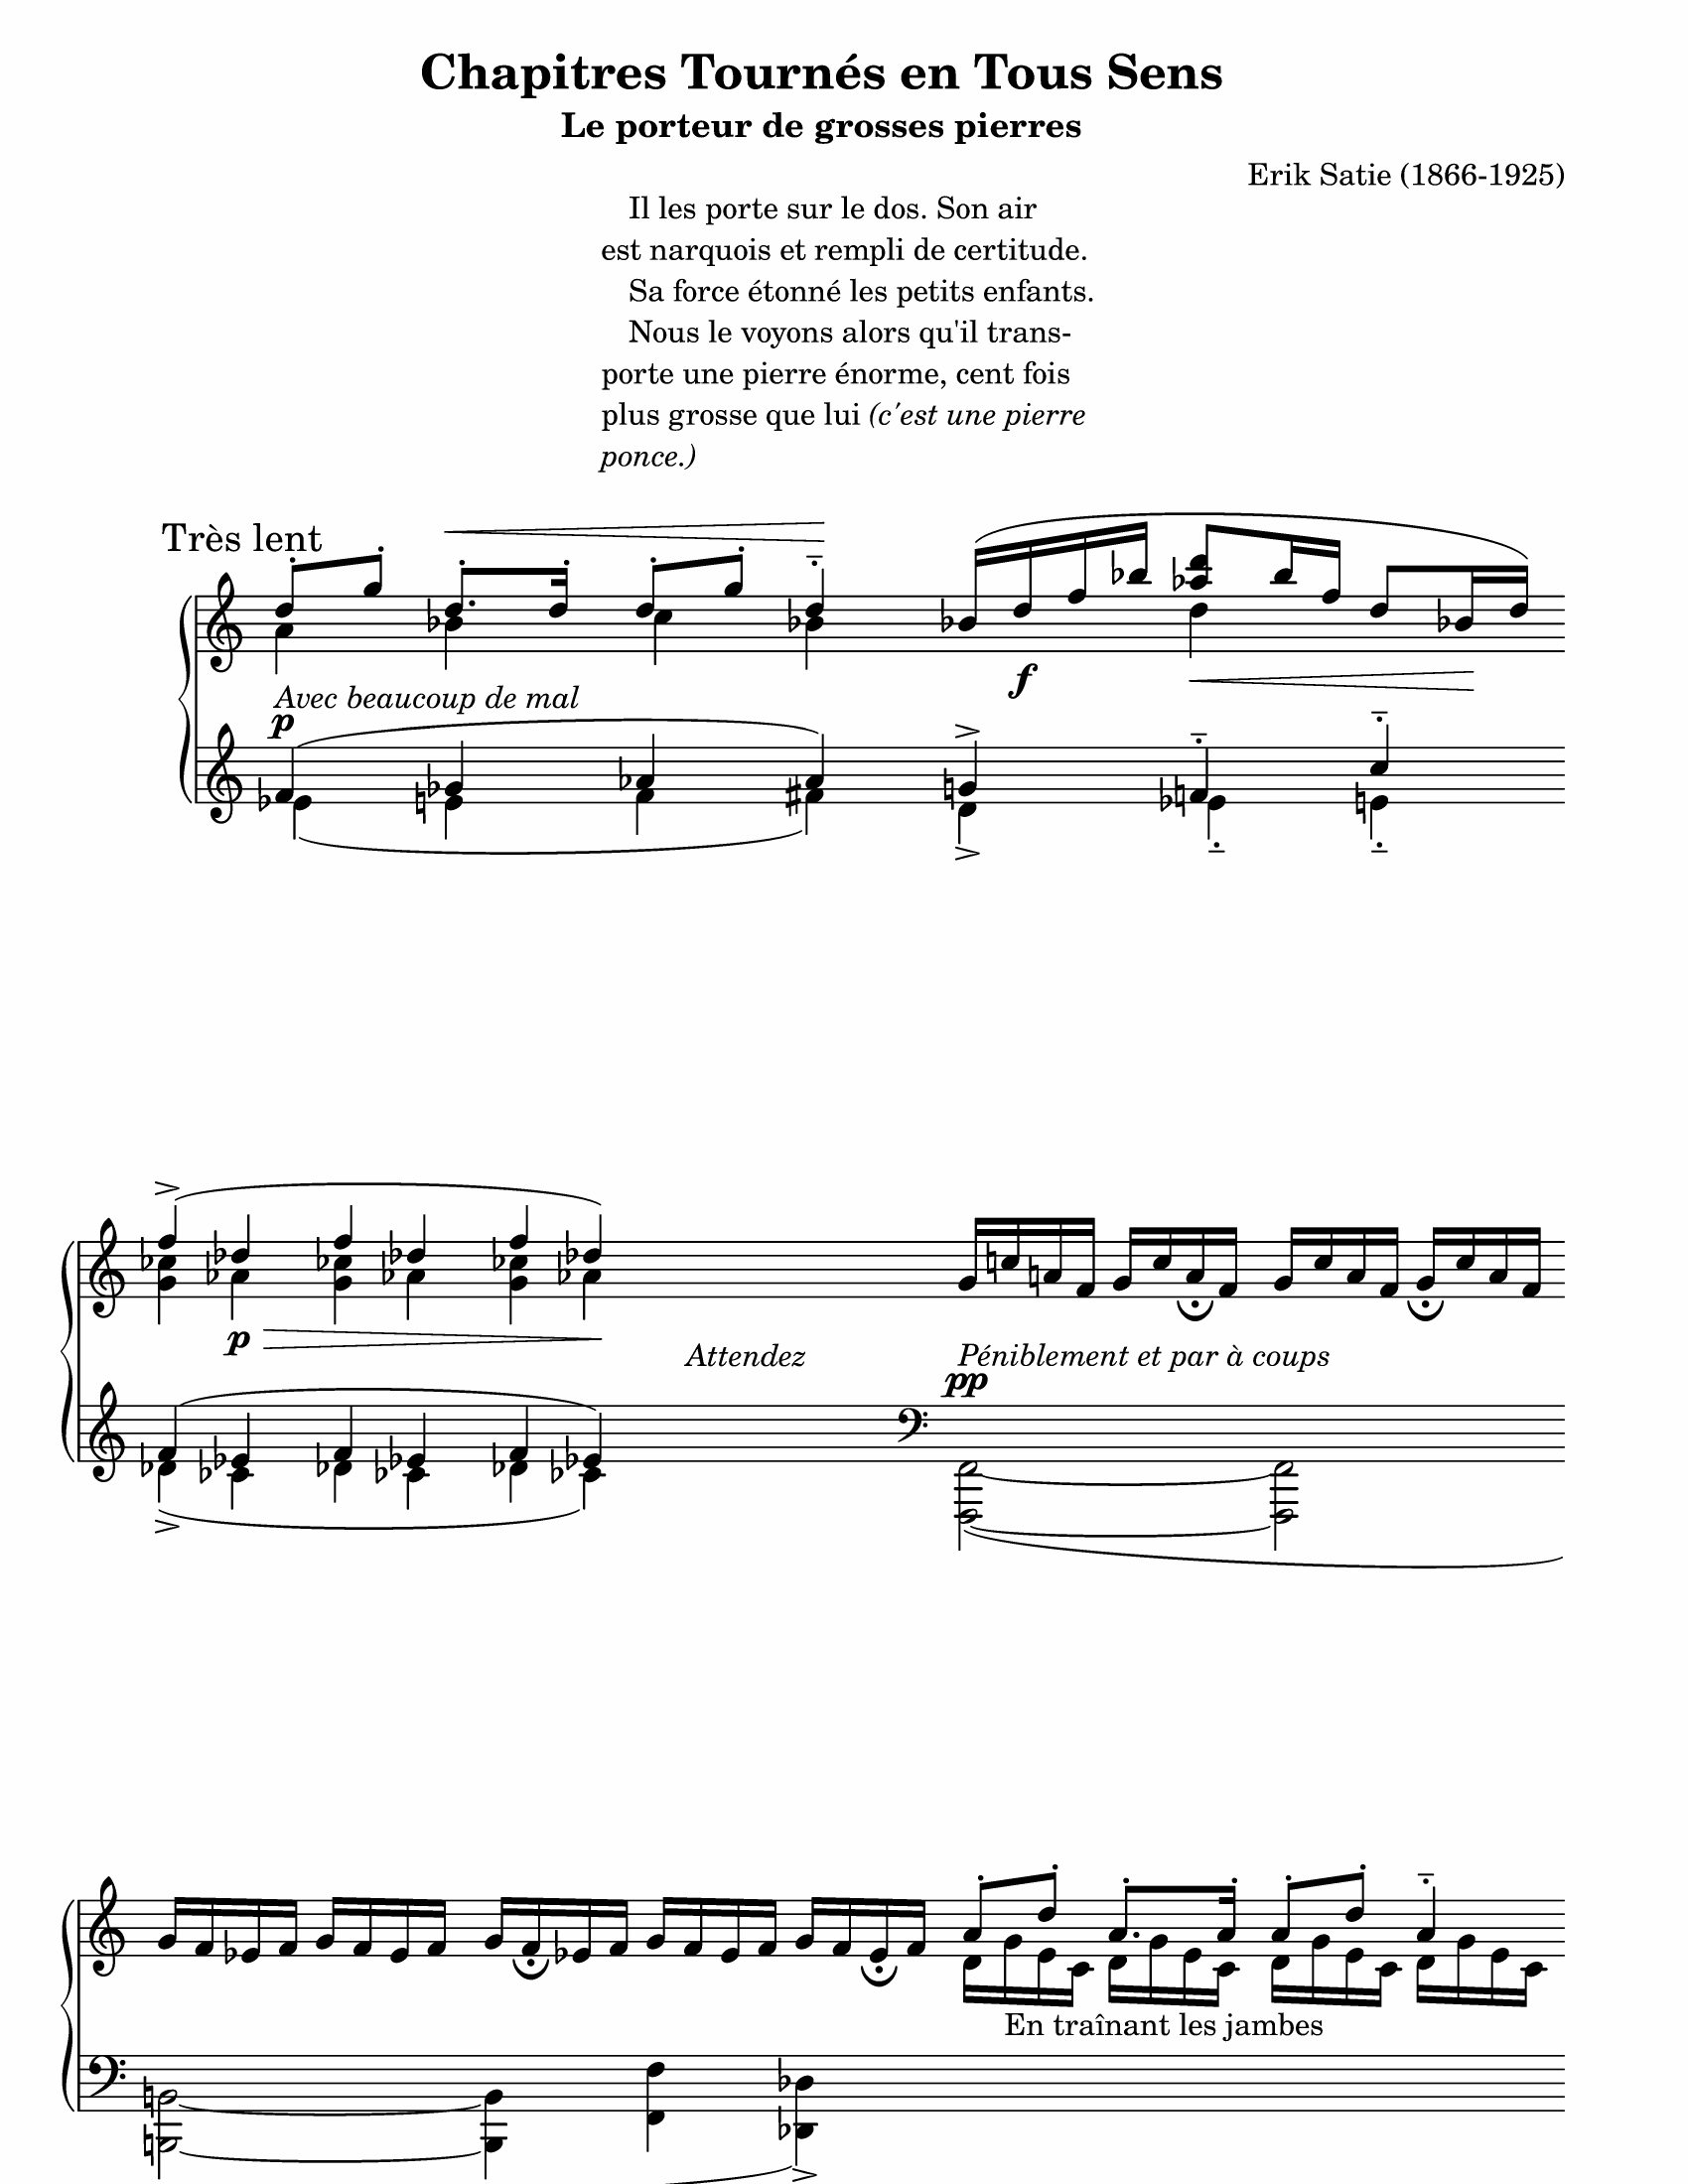 Chapitres Tournés en Tous Sens
Le porteur de grosses pierres
Erik Satie (1866-1925)
Il les porte sur le dos. Son air
est narquois et rempli de certitude.
Sa force étonné les petits enfants.
Nous le voyons alors qu'il trans-
porte une pierre énorme, cent fois
plus grosse que lui (c'est une pierre
ponce.)
Très lent
f
Avec beaucoup de mal
p
p
Attendez
Péniblement et par à coups
pp
En traînant les jambes